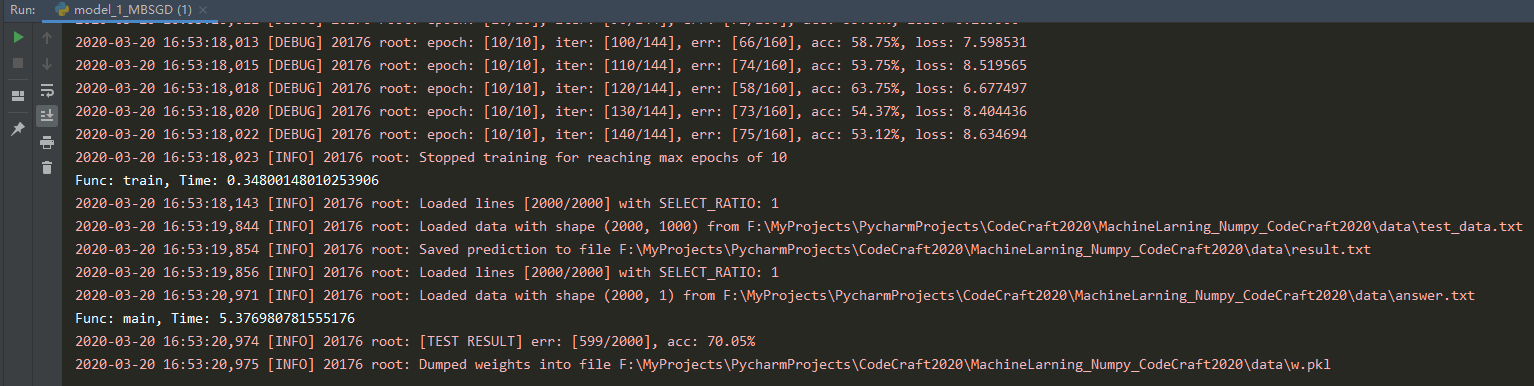 Run: model_1_MBSGD (1)
2020-03-20 16:53:18,013 [DEBUG] 20176 root: epoch: [10/10], iter: [100/144], err: [66/160], acc: 58.75%, loss: 7.598531
2020-03-20 16:53:18,015 [DEBUG] 20176 root: epoch: [10/10], iter: [110/144], err: [74/160], acc: 53.75%, loss: 8.519565
2020-03-20 16:53:18,018 [DEBUG] 20176 root: epoch: [10/10], iter: [120/144], err: [58/160], acc: 63.75%, loss: 6.677497
2020-03-20 16:53:18,020 [DEBUG] 20176 root: epoch: [10/10], iter: [130/144], err: [73/160], acc: 54.37%, loss: 8.404436
2020-03-20 16:53:18,022 [DEBUG] 20176 root: epoch: [10/10], iter: [140/144], err: [75/160], acc: 53.12%, loss: 8.634694
2020-03-20 16:53:18,023 [INFO] 20176 root: Stopped training for reaching max epochs of 10
Func: train, Time: 0.34800148010253906
2020-03-20 16:53:18,143 [INFO] 20176 root: Loaded lines [2000/2000] with SELECT_RATIO: 1
2020-03-20 16:53:19,844 [INFO] 20176 root: Loaded data with shape (2000, 1000) from F:\MyProjects\PycharmProjects\CodeCraft2020\MachineLarning_Numpy_CodeCraft2020\data\test_data.txt
2020-03-20 16:53:19,854 [INFO] 20176 root: Saved prediction to file F:\MyProjects\PycharmProjects\CodeCraft2020\MachineLarning_Numpy_CodeCraft2020\data\result.txt
2020-03-20 16:53:19,856 [INFO] 20176 root: Loaded lines [2000/2000] with SELECT_RATIO: 1
2020-03-20 16:53:20,971 [INFO] 20176 root: Loaded data with shape (2000, 1) from F:\MyProjects\PycharmProjects\CodeCraft2020\MachineLarning_Numpy_CodeCraft2020\data\answer.txt
Func: main, Time: 5.376980781555176
2020-03-20 16:53:20,974 [INFO] 20176 root: [TEST RESULT] err: [599/2000], acc: 70.05%
2020-03-20 16:53:20,975 [INFO] 20176 root: Dumped weights into file F:\MyProjects\PycharmProjects\CodeCraft2020\MachineLarning_Numpy_CodeCraft2020\data\w.pkl